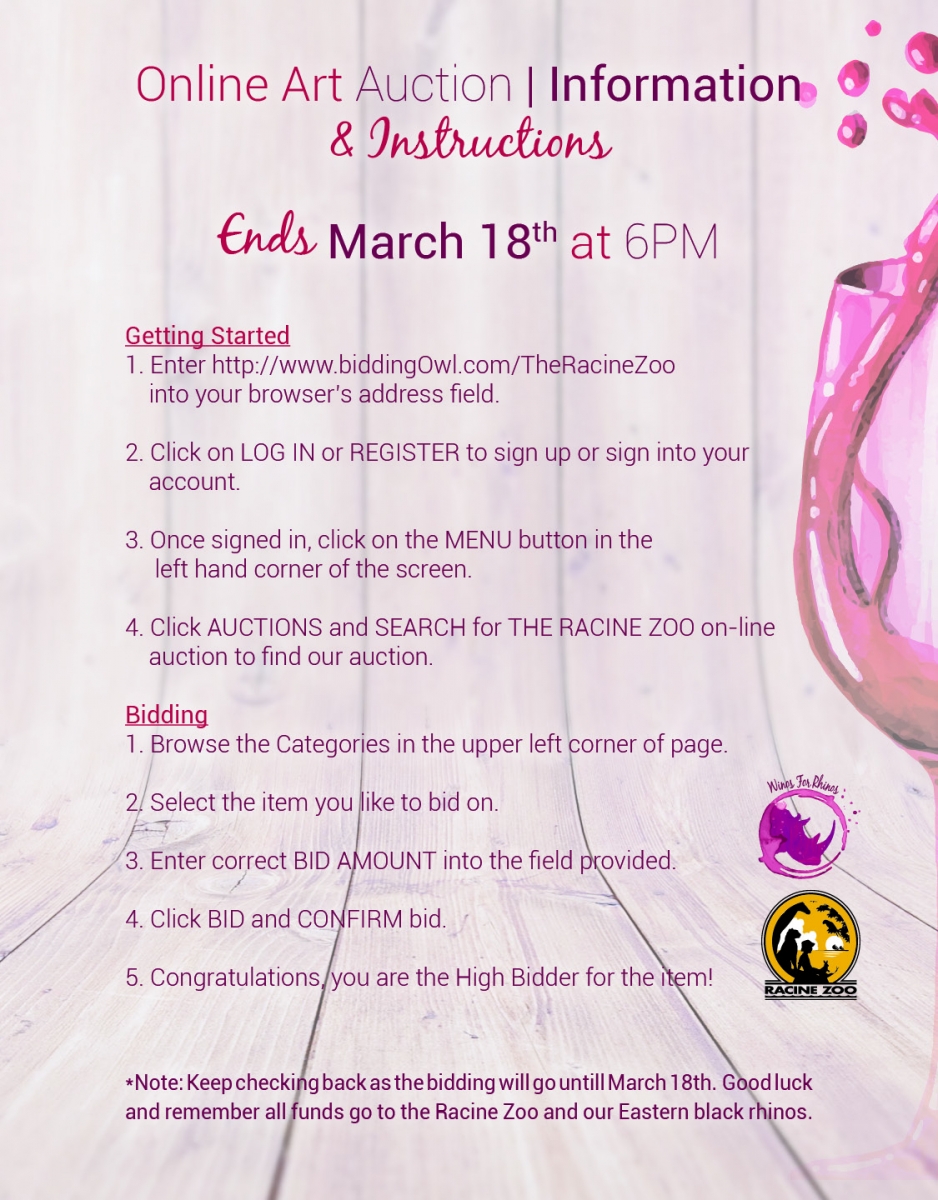 Online Art Auction | Information
& Instructions
Ends March 18th at 6PM
Getting Started
1. Enter http://www.biddingOwl.com/TheRacineZoo
into your browser's address field.
2. Click on LOG IN or REGISTER to sign up or sign into your
account.
3. Once signed in, click on the MENU button in the
left hand corner of the screen.
4. Click AUCTIONS and SEARCH for THE RACINE ZOO on-line
auction to find our auction.
Bidding
1. Browse the Categories in the upper left corner of page.
2. Select the item you like to bid on.
Wines For Rhinos
3. Enter correct BID AMOUNT into the field provided.
4. Click BID and CONFIRM bid.
5. Congratulations, you are the High Bidder for the item!
RACINE ZOO
*Note: Keep checking back as the bidding will go untill March 18th. Good luck
and remember all funds go to the Racine Zoo and our Eastern black rhinos.